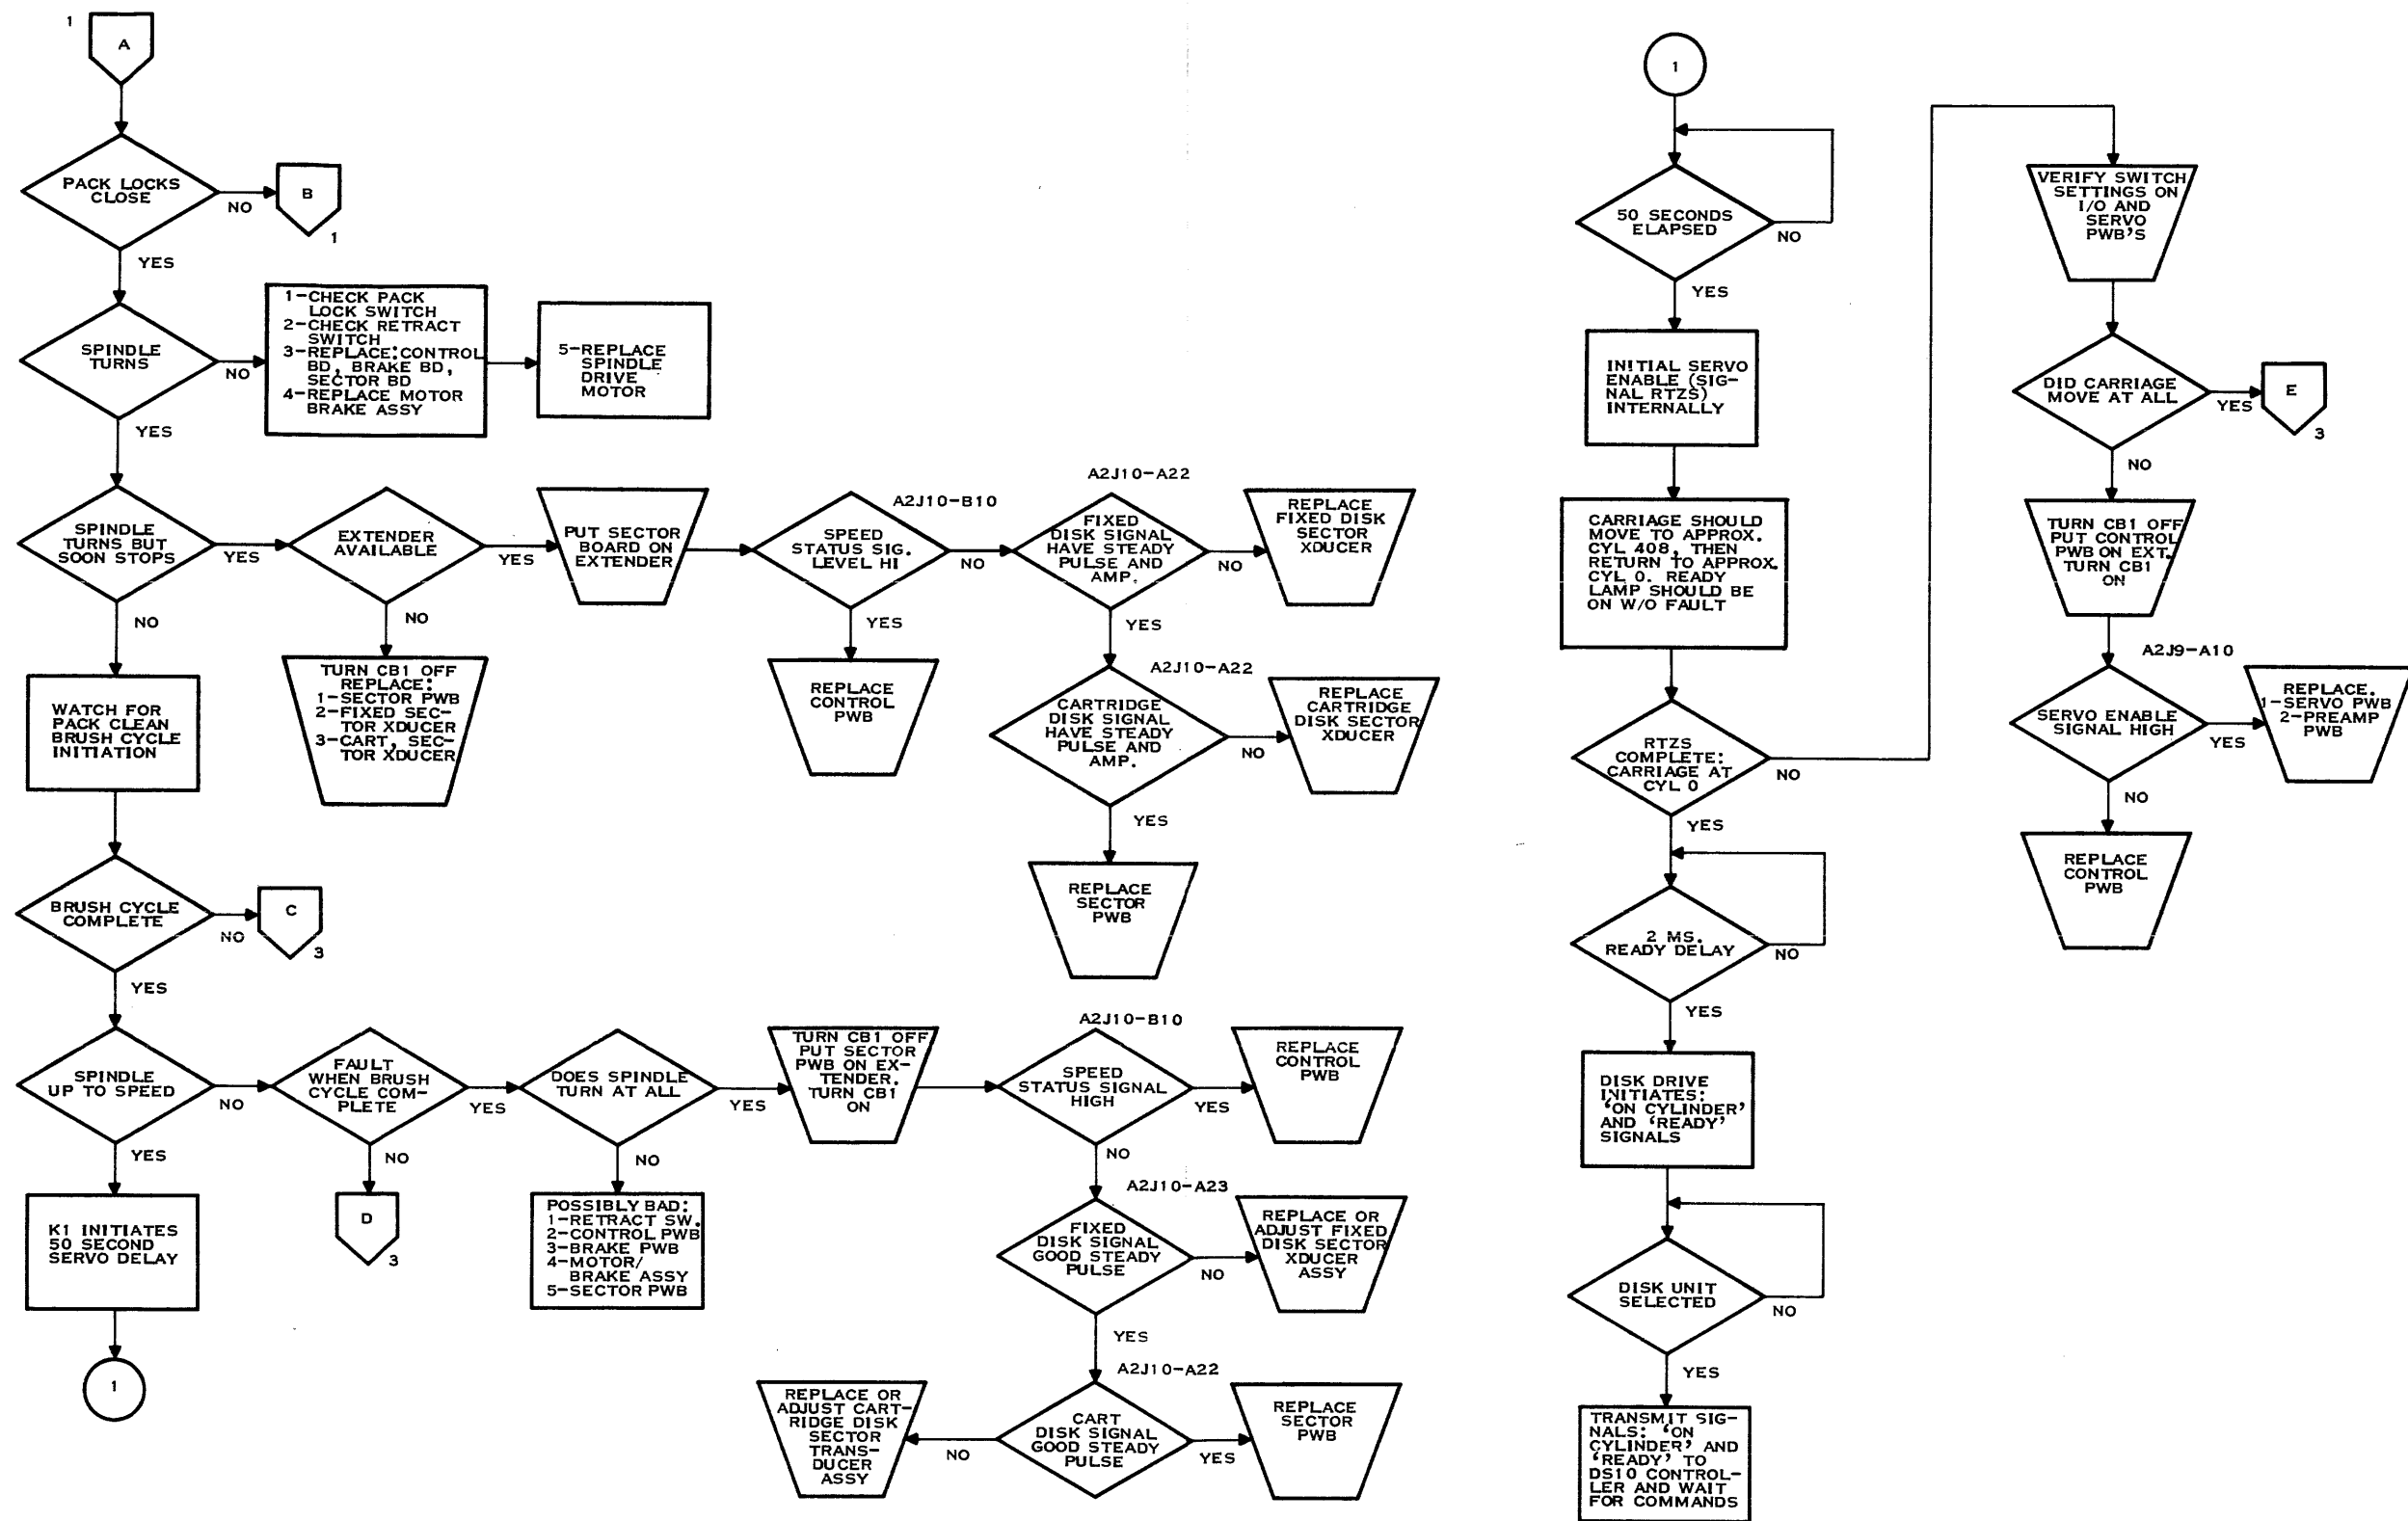 1
A
PACK LOCKS
CLOSE
NO
B
1
YES
SPINDLE
TURNS
NO
1-CHECK PACK
LOCK SWITCH
2-CHECK RETRACT
SWITCH
3-REPLACE:CONTROL
BD, BRAKE BD,
SECTOR BD
4-REPLACE MOTOR
BRAKE ASSY
5-REPLACE
SPINDLE
DRIVE
MOTOR
YES
SPINDLE
TURNS BUT
SOON STOPS
YES
EXTENDER
AVAILABLE
YES
PUT SECTOR
BOARD ON
EXTENDER
A2J10-B10
SPEED
STATUS SIG.
LEVEL HI
NO
A2J10-A22
FIXED
DISK SIGNAL
HAVE STEADY
PULSE AND
AMP.
NO
REPLACE
FIXED DISK
SECTOR
XDUCER
NO
NO
YES
YES
TURN CB1 OFF
REPLACE:
1-SECTOR PWB
2-FIXED SEC-
TOR XDUCER
3-CART, SEC-
TOR XDUCER
REPLACE
CONTROL
PWB
A2J10-A22
CARTRIDGE
DISK SIGNAL
HAVE STEADY
PULSE AND
AMP.
NO
REPLACE
CARTRIDGE
DISK SECTOR
XDUCER
YES
REPLACE
SECTOR
PWB
WATCH FOR
PACK CLEAN
BRUSH CYCLE
INITIATION
BRUSH CYCLE
COMPLETE
NO
C
3
YES
SPINDLE
UP TO SPEED
NO
FAULT
WHEN BRUSH
CYCLE COM-
PLETE
YES
DOES SPINDLE
TURN AT ALL
YES
TURN CB1 OFF
PUT SECTOR
PWB ON EX-
TENDER.
TURN CB1
ON
A2J10-B10
SPEED
STATUS SIGNAL
HIGH
YES
REPLACE
CONTROL
PWB
YES
NO
NO
NO
K1 INITIATES
50 SECOND
SERVO DELAY
D
3
POSSIBLY BAD:
1-RETRACT SW.
2-CONTROL PWB
3-BRAKE PWB
4-MOTOR/
BRAKE ASSY
5-SECTOR PWB
A2J10-A23
FIXED
DISK SIGNAL
GOOD STEADY
PULSE
NO
REPLACE OR
ADJUST FIXED
DISK SECTOR
XDUCER
ASSY
YES
A2J10-A22
CART
DISK SIGNAL
GOOD STEADY
PULSE
NO
REPLACE OR
ADJUST CART-
RIDGE DISK
SECTOR
TRANS-
DUCER
ASSY
YES
REPLACE
SECTOR
PWB
1
1
50 SECONDS
ELAPSED
NO
YES
INITIAL SERVO
ENABLE (SIG-
NAL RTZS)
INTERNALLY
CARRIAGE SHOULD
MOVE TO APPROX.
CYL 408, THEN
RETURN TO APPROX.
CYL 0. READY
LAMP SHOULD BE
ON W/O FAULT
RTZS
COMPLETE:
CARRIAGE AT
CYL 0
NO
YES
2 MS.
READY DELAY
NO
YES
DISK DRIVE
INITIATES:
'ON CYLINDER'
AND 'READY'
SIGNALS
DISK UNIT
SELECTED
NO
YES
TRANSMIT SIG-
NALS: 'ON
CYLINDER' AND
'READY' TO
DS10 CONTROL-
LER AND WAIT
FOR COMMANDS
VERIFY SWITCH
SETTINGS ON
I/O AND
SERVO
PWB'S
DID CARRIAGE
MOVE AT ALL
YES
E
3
NO
TURN CB1 OFF
PUT CONTROL
PWB ON EXT.
TURN CB1
ON
A2J9-A10
SERVO ENABLE
SIGNAL HIGH
YES
REPLACE.
1-SERVO PWB
2-PREAMP
PWB
NO
REPLACE
CONTROL
PWB